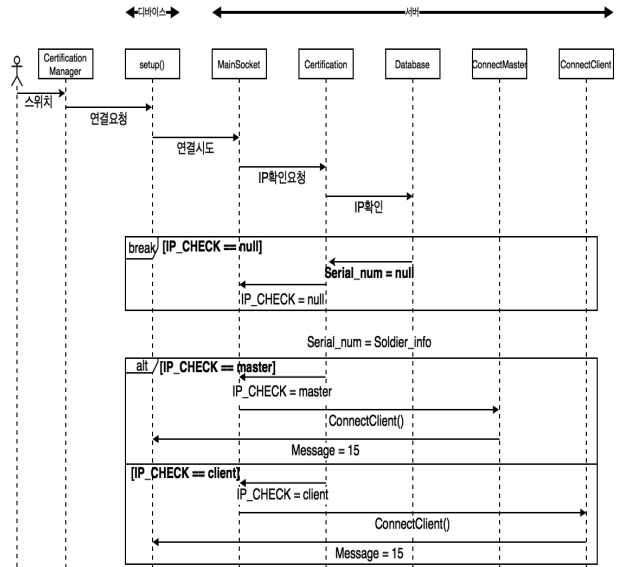 디바이스
서버
Certification
Manager
setup()
MainSocket
Certification
Database
ConnectMaster
ConnectClient
스위치
연결요청
연결시도
IP확인요청
IP확인
break
[IP_CHECK == null]
Serial_num = null
IP_CHECK = null
Serial_num = Soldier_info
alt
[IP_CHECK == master]
IP_CHECK = master
ConnectClient()
Message = 15
[IP_CHECK == client]
IP_CHECK = client
ConnectClient()
Message = 15